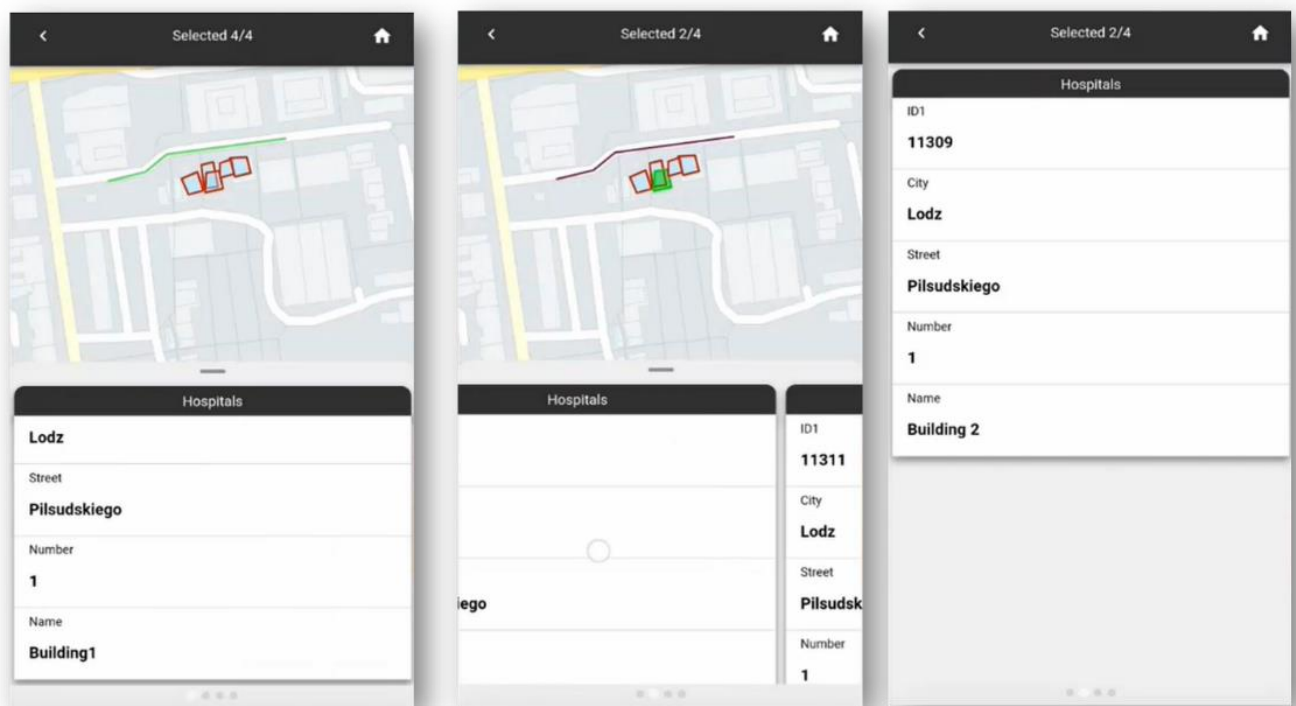 Selected 4/4
Hospitals
Lodz
Street
Pilsudskiego
Number
1
Name
Building1
Selected 2/4
Hospitals
iego
ID1
11311
City
Lodz
Street
Pilsudsk
Number
1
Selected 2/4
Hospitals
ID1
11309
City
Lodz
Street
Pilsudskiego
Number
1
Name
Building 2